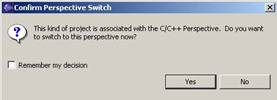 Confirm Perspective Switch
This kind of project is associated with the C/C++ Perspective. Do you want
to switch to this perspective now?
Remember my decision
Yes
No